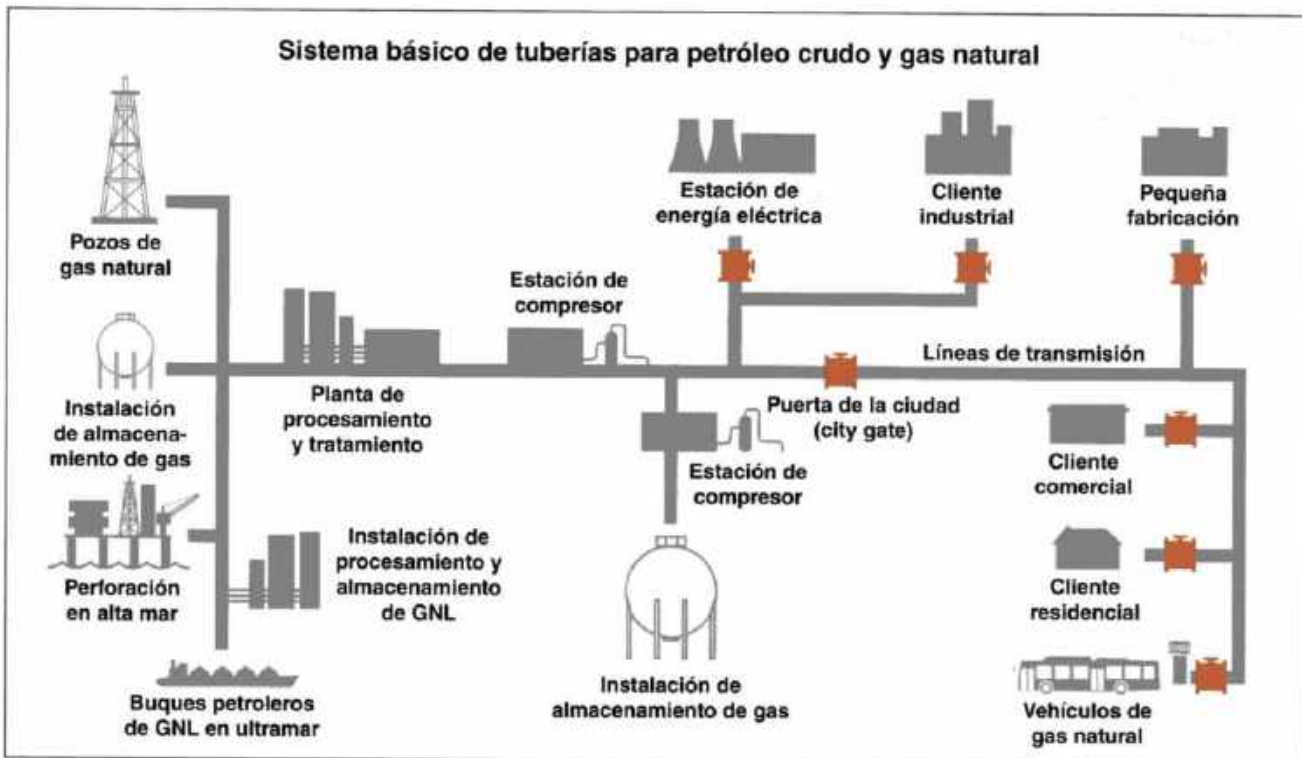 Sistema básico de tuberías para petróleo crudo y gas natural
Pozos de
gas natural
Instalación
de almacena-
miento de gas
Perforación
en alta mar
Buques petroleros
de GNL en ultramar
Instalación de
procesamiento y
almacenamiento
de GNL
Planta de
procesamiento
y tratamiento
Estación de
compresor
Estación de
compresor
Instalación de
almacenamiento de gas
Estación de
energía eléctrica
Cliente
industrial
Pequeña
fabricación
Líneas de transmisión
Puerta de la ciudad
(city gate)
Cliente
comercial
Cliente
residencial
Vehículos de
gas natural